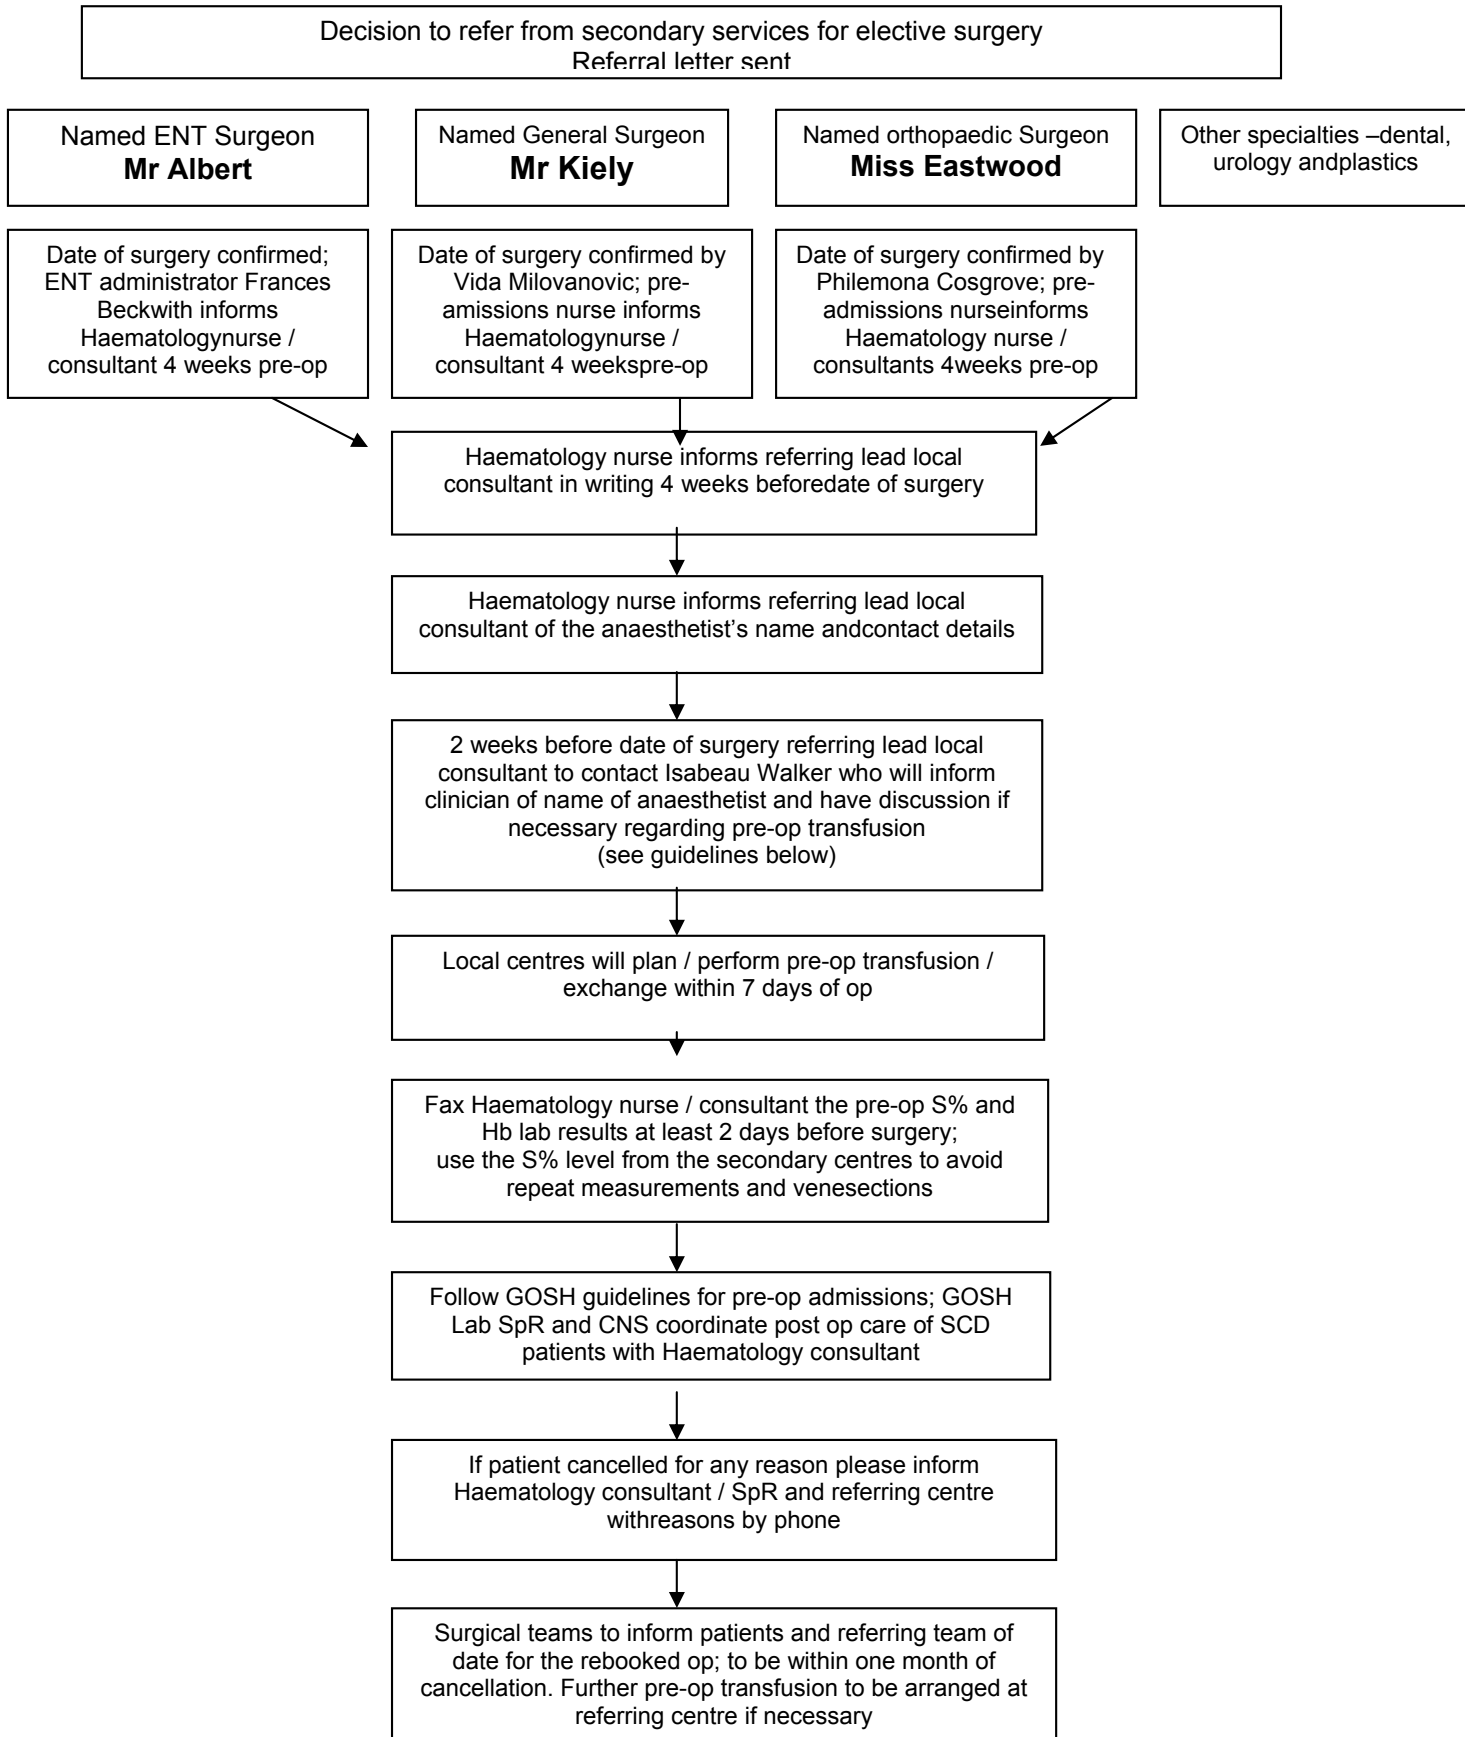 Decision to refer from secondary services for elective surgery
Referral letter sent
Named ENT Surgeon
Mr Albert
Named General Surgeon
Mr Kiely
Named orthopaedic Surgeon
Miss Eastwood
Other specialties –dental,
urology andplastics
Date of surgery confirmed;
ENT administrator Frances
Beckwith informs
Haematologynurse /
consultant 4 weeks pre-op
Date of surgery confirmed by
Vida Milovanovic; pre-
amissions nurse informs
Haematologynurse /
consultant 4 weekspre-op
Date of surgery confirmed by
Philemona Cosgrove; pre-
admissions nurseinforms
Haematology nurse /
consultants 4weeks pre-op
Haematology nurse informs referring lead local
consultant in writing 4 weeks beforedate of surgery
Haematology nurse informs referring lead local
consultant of the anaesthetist’s name andcontact details
2 weeks before date of surgery referring lead local
consultant to contact Isabeau Walker who will inform
clinician of name of anaesthetist and have discussion if
necessary regarding pre-op transfusion
(see guidelines below)
Local centres will plan / perform pre-op transfusion /
exchange within 7 days of op
Fax Haematology nurse / consultant the pre-op S% and
Hb lab results at least 2 days before surgery;
use the S% level from the secondary centres to avoid
repeat measurements and venesections
Follow GOSH guidelines for pre-op admissions; GOSH
Lab SpR and CNS coordinate post op care of SCD
patients with Haematology consultant
If patient cancelled for any reason please inform
Haematology consultant / SpR and referring centre
withreasons by phone
Surgical teams to inform patients and referring team of
date for the rebooked op; to be within one month of
cancellation. Further pre-op transfusion to be arranged at
referring centre if necessary